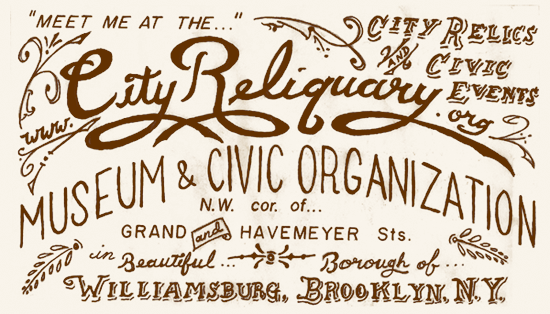 "MEET ME AT THE..."
CITY RELICS
AND
CIVIC
EVENTS
www.
City Reliquary
.org
MUSEUM & CIVIC ORGANIZATION
N.W. cor. of...
GRAND and HAVEMEYER Sts.
in Beautiful... Borough of...
WILLIAMSBURG, BROOKLYN, N.Y.